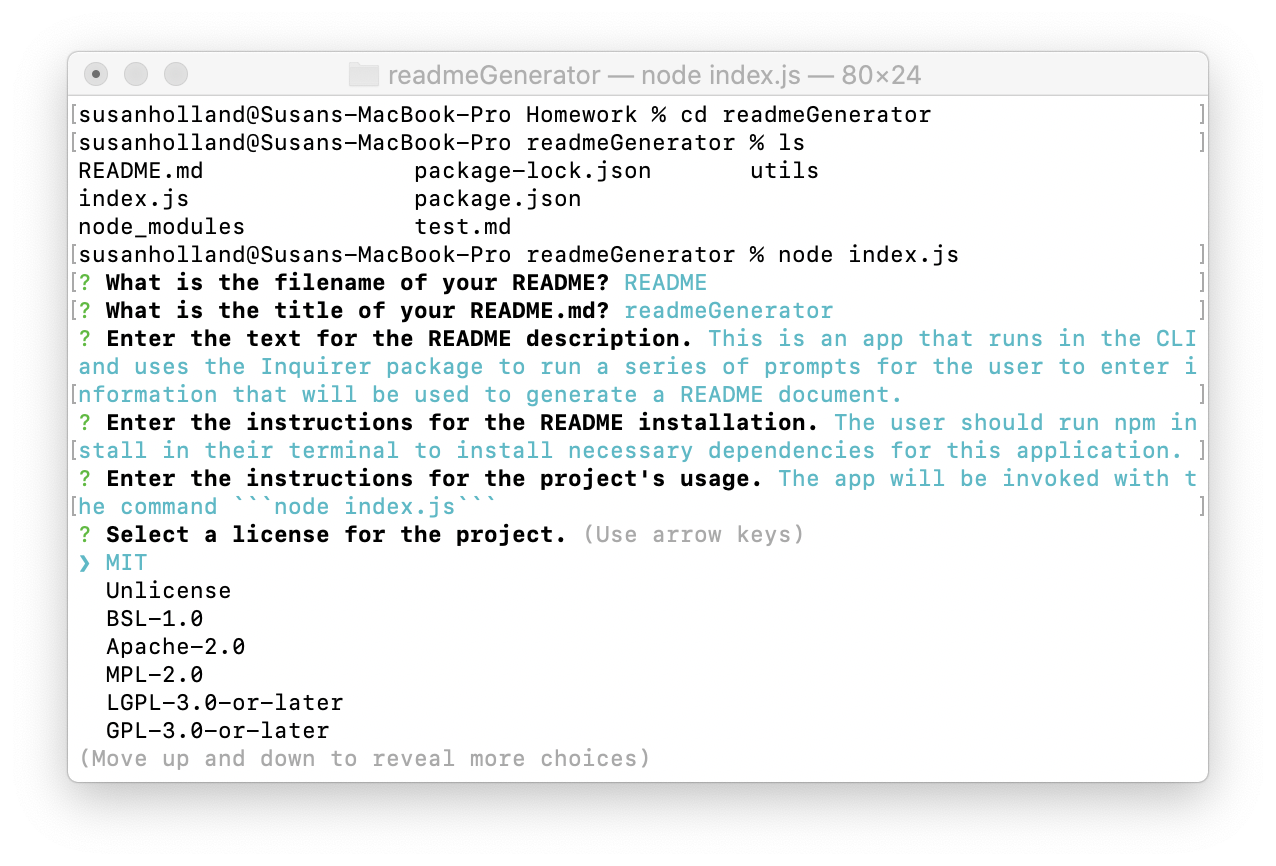 readmeGenerator — node index.js — 80×24
[susanholland@Susans-MacBook-Pro Homework % cd readmeGenerator ]
[susanholland@Susans-MacBook-Pro readmeGenerator % ls ]
README.md package-lock.json utils
index.js package.json
node_modules test.md
[susanholland@Susans-MacBook-Pro readmeGenerator % node index.js ]
[? What is the filename of your README? README ]
[? What is the title of your README.md? readmeGenerator ]
? Enter the text for the README description. This is an app that runs in the CLI
and uses the Inquirer package to run a series of prompts for the user to enter i
[nformation that will be used to generate a README document. ]
? Enter the instructions for the README installation. The user should run npm in
[stall in their terminal to install necessary dependencies for this application. ]
? Enter the instructions for the project's usage. The app will be invoked with t
[he command ```node index.js``` ]
? Select a license for the project. (Use arrow keys)
❯ MIT
Unlicense
BSL-1.0
Apache-2.0
MPL-2.0
LGPL-3.0-or-later
GPL-3.0-or-later
(Move up and down to reveal more choices)